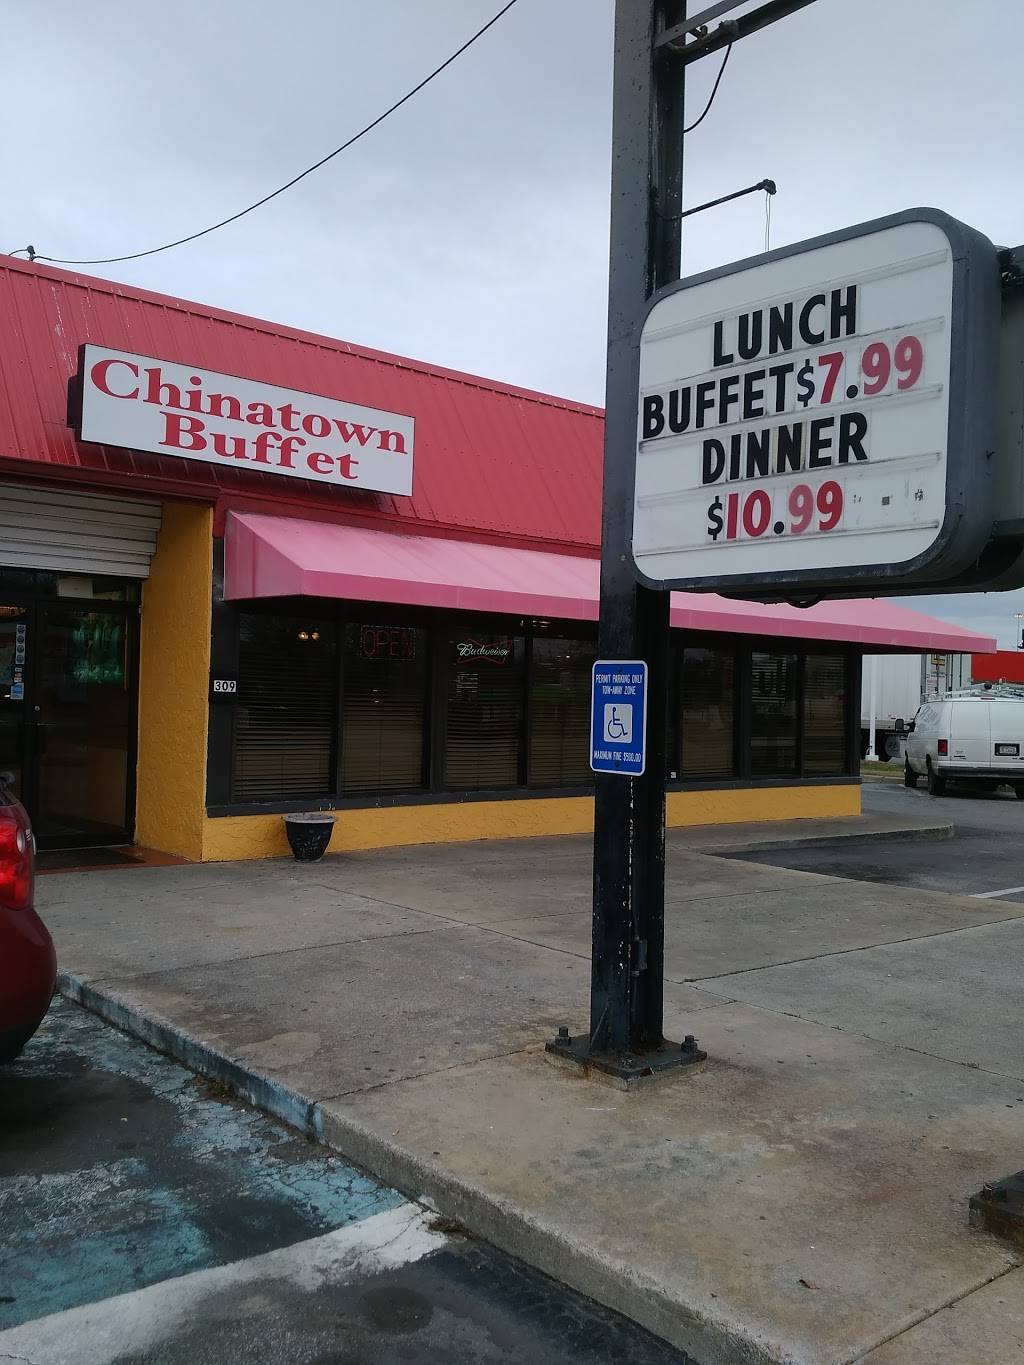 Chinatown
Buffet
LUNCH
BUFFET $7.99
DINNER
$10.99
OPEN
Budweiser
309
PERMIT PARKING ONLY
TOW-AWAY ZONE
MAXIMUM FINE $500.00